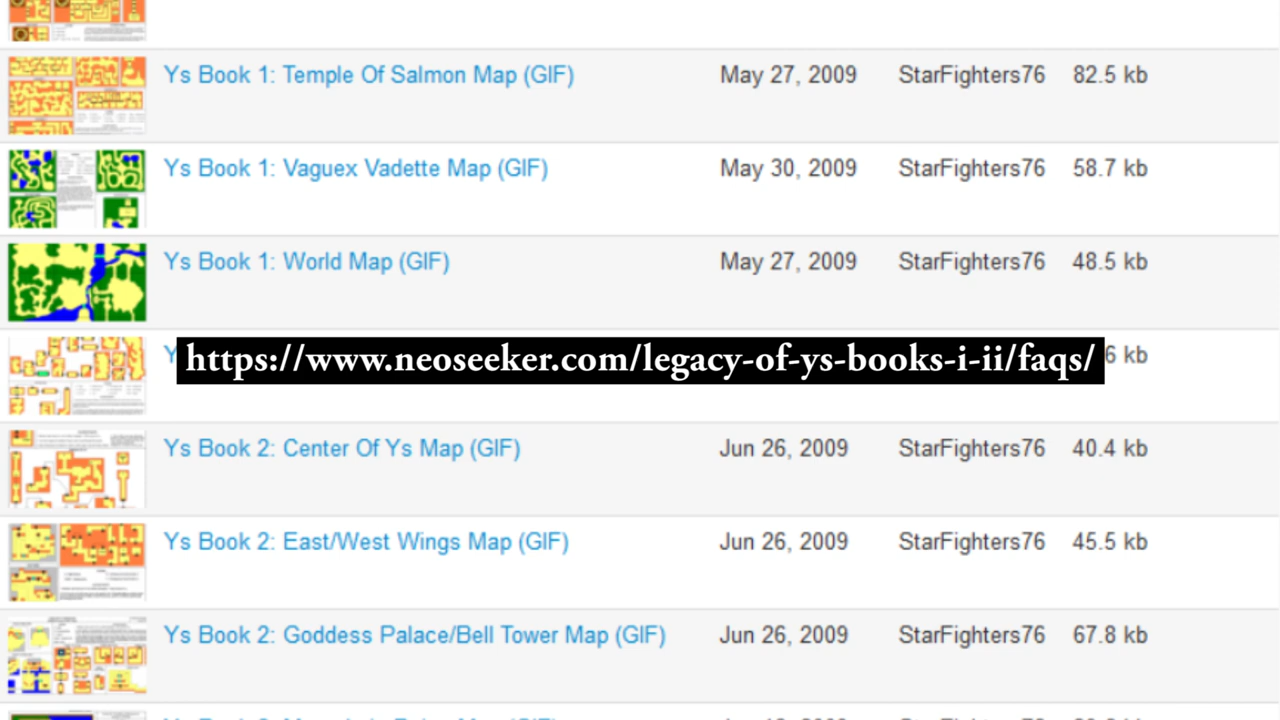 Ys Book 1: Temple Of Salmon Map (GIF) May 27, 2009 StarFighters76 82.5 kb
Ys Book 1: Vaguex Vadette Map (GIF) May 30, 2009 StarFighters76 58.7 kb
Ys Book 1: World Map (GIF) May 27, 2009 StarFighters76 48.5 kb
https://www.neoseeker.com/legacy-of-ys-books-i-ii/faqs/ kb
Ys Book 2: Center Of Ys Map (GIF) Jun 26, 2009 StarFighters76 40.4 kb
Ys Book 2: East/West Wings Map (GIF) Jun 26, 2009 StarFighters76 45.5 kb
Ys Book 2: Goddess Palace/Bell Tower Map (GIF) Jun 26, 2009 StarFighters76 67.8 kb